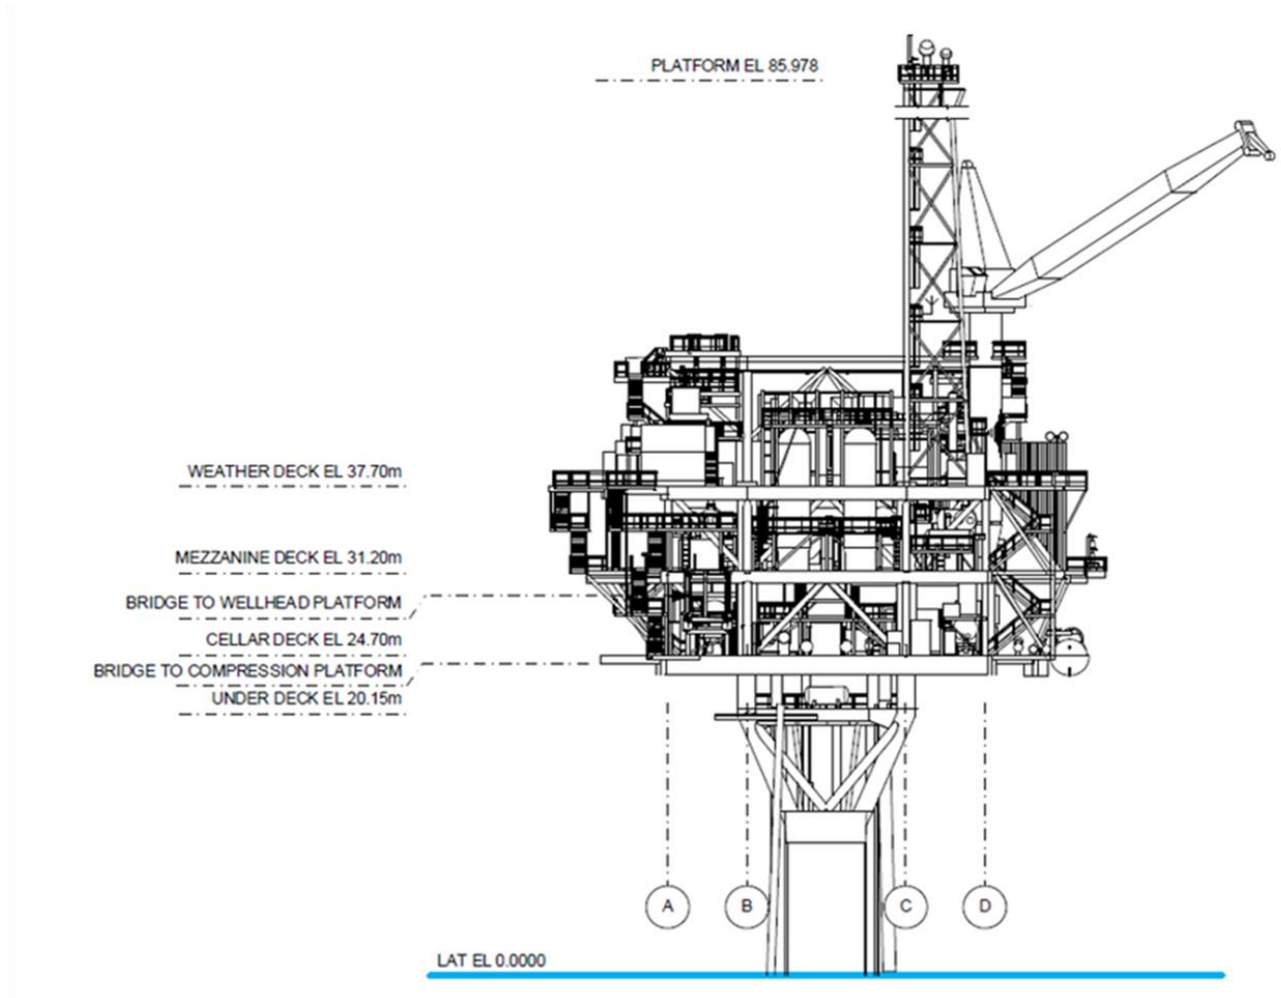 PLATFORM EL 85.978
WEATHER DECK EL 37.70m
MEZZANINE DECK EL 31.20m
BRIDGE TO WELLHEAD PLATFORM
CELLAR DECK EL 24.70m
BRIDGE TO COMPRESSION PLATFORM
UNDER DECK EL 20.15m
A B C D
LAT EL 0.0000